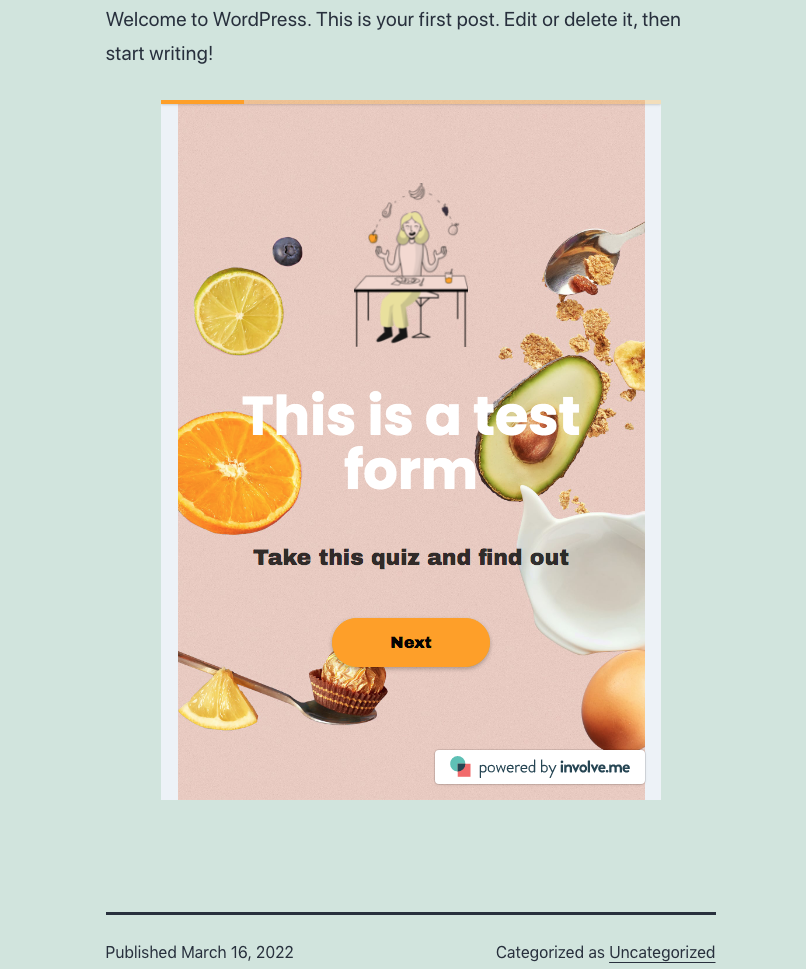 Welcome to WordPress. This is your first post. Edit or delete it, then
start writing!
This is a test
form
Take this quiz and find out
Next
powered by involve.me
Published March 16, 2022
Categorized as Uncategorized